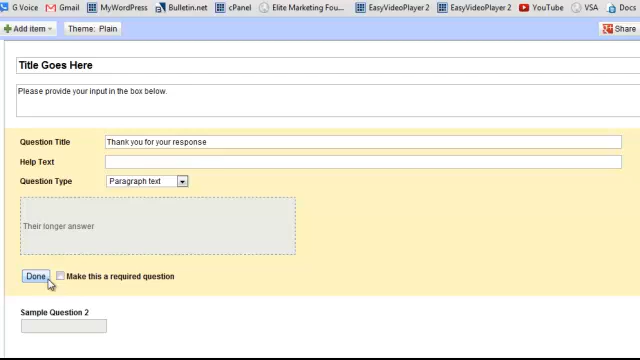 G Voice Gmail MyWordPress Bulletin.net cPanel Elite Marketing Fou... EasyVideoPlayer 2 EasyVideoPlayer 2 YouTube VSA Docs
Add item Theme: Plain Share
Title Goes Here
Please provide your input in the box below.
Question Title Thank you for your response
Help Text
Question Type Paragraph text
Their longer answer
Done Make this a required question
Sample Question 2